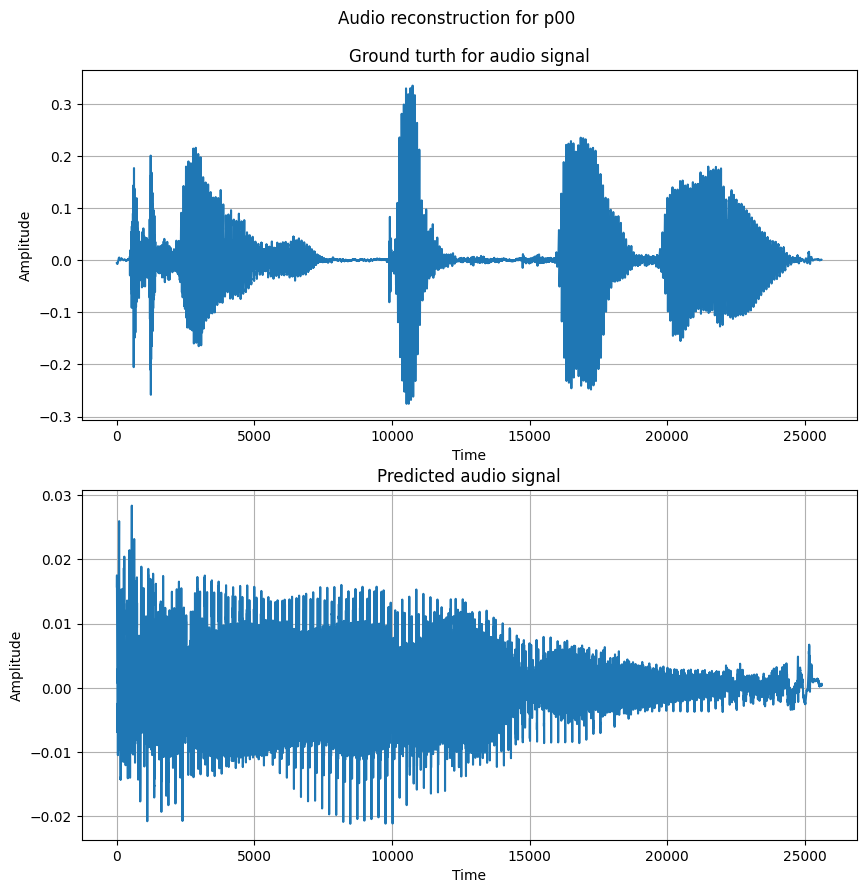 Audio reconstruction for p00
Ground turth for audio signal
0.3
0.2
0.1
0.0
−0.1
−0.2
−0.3
Amplitude
0 5000 10000 15000 20000 25000
Time
Predicted audio signal
0.03
0.02
0.01
0.00
−0.01
−0.02
Amplitude
0 5000 10000 15000 20000 25000
Time